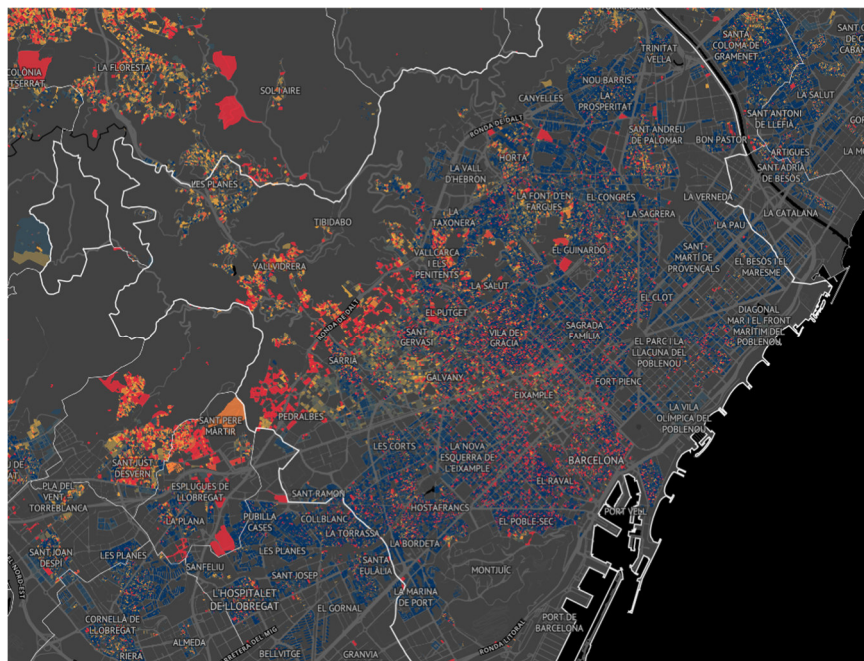 SANTA
COLOMA DE
GRAMENET
TRINITAT
VELLA
LA FLORESTA
COLÒNIA
SOL I AIRE
NOU BARRIS
LA
PROSPERITAT
LA SALUT
CANYELLES
SANT ANTONI
DE LLEFIÀ
RONDA DE DALT
SANT ANDREU
DE PALOMAR
BON PASTOR
ARTIGUES
HORTA
SANT ADRIÀ
DE BESÒS
LA VALL
D'HEBRON
LES PLANES
LA FONT D'EN
FARGUES
EL CONGRÉS
LA VERNEDA
LA SAGRERA
LA CATALANA
TIBIDABO
LA
TAXONERA
LA PAU
VALLCARCA
I ELS
PENITENTS
EL GUINARDÓ
SANT
MARTÍ DE
PROVENÇALS
EL BESÒS I EL
MARESME
VALLVIDRERA
LA SALUT
EL CLOT
RONDA DE DALT
EL PUTGET
DIAGONAL
MAR I EL FRONT
MARÍTIM DEL
POBLENOU
SANT
GERVASI
VILA DE
GRÀCIA
SAGRADA
FAMÍLIA
EL PARC I LA
LLACUNA DEL
POBLENOU
SARRIÀ
GALVANY
FORT PIENC
EIXAMPLE
LA VILA
OLÍMPICA DEL
POBLENOU
PEDRALBES
SANT PERE
MÀRTIR
LES CORTS
LA NOVA
ESQUERRA DE
L'EIXAMPLE
BARCELONA
SANT JUST
DESVERN
EL RAVAL
PLA DEL
VENT
TORREBLANCA
ESPLUGUES DE
LLOBREGAT
SANT RAMON
HOSTAFRANCS
PORT VELL
LA PLANA
PUBILLA
CASES
COLLBLANC
EL POBLE-SEC
LA TORRASSA
LA BORDETA
SANT JOAN
DESPÍ
LES PLANES
LES PLANES
SANFELIU
SANT JOSEP
SANTA
EULÀLIA
MONTJUÏC
L'HOSPITALET
DE LLOBREGAT
LA MARINA
DE PORT
EL GORNAL
CORNELLÀ DE
LLOBREGAT
PORT DE
BARCELONA
ALMEDA
RIERA
BELLVITGE
GRANVIA
RONDA LITORAL